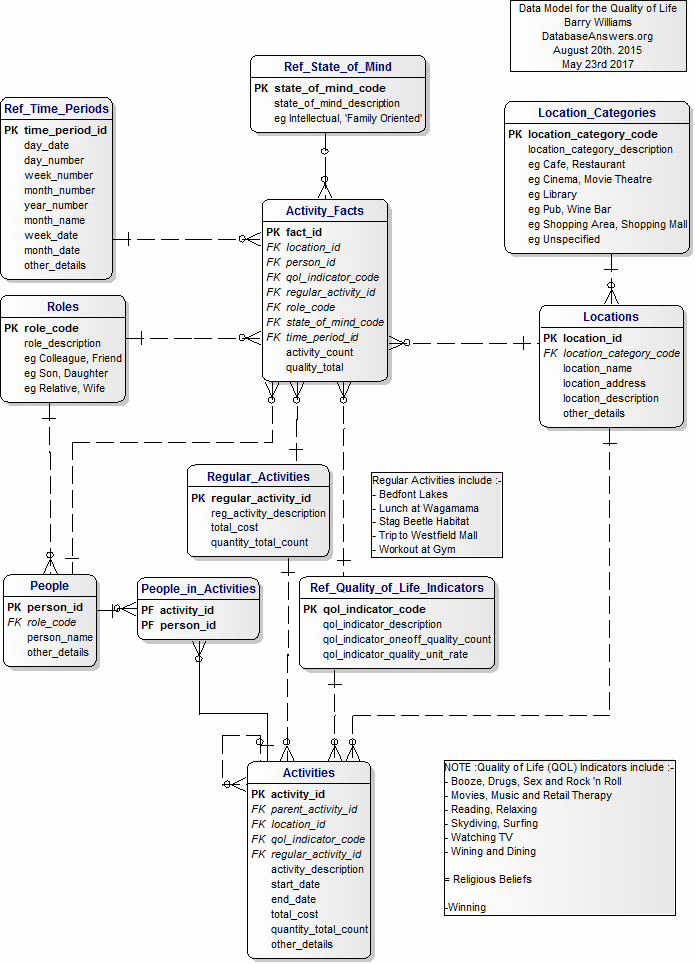 Data Model for the Quality of Life
Barry Williams
DatabaseAnswers.org
August 20th. 2015
May 23rd 2017
Ref_State_of_Mind
PK state_of_mind_code
state_of_mind_description
eg Intellectual, 'Family Oriented'
Ref_Time_Periods
PK time_period_id
day_date
day_number
week_number
month_number
year_number
month_name
week_date
month_date
other_details
Location_Categories
PK location_category_code
location_category_description
eg Cafe, Restaurant
eg Cinema, Movie Theatre
eg Library
eg Pub, Wine Bar
eg Shopping Area, Shopping Mall
eg Unspecified
Activity_Facts
PK fact_id
FK location_id
FK person_id
FK qol_indicator_code
FK regular_activity_id
FK role_code
FK state_of_mind_code
FK time_period_id
activity_count
quality_total
Roles
PK role_code
role_description
eg Colleague, Friend
eg Son, Daughter
eg Relative, Wife
Locations
PK location_id
FK location_category_code
location_name
location_address
location_description
other_details
Regular_Activities
PK regular_activity_id
reg_activity_description
total_cost
quantity_total_count
Regular Activities include :-
- Bedfont Lakes
- Lunch at Wagamama
- Stag Beetle Habitat
- Trip to Westfield Mall
- Workout at Gym
People
PK person_id
FK role_code
person_name
other_details
People_in_Activities
PF activity_id
PF person_id
Ref_Quality_of_Life_Indicators
PK qol_indicator_code
qol_indicator_description
qol_indicator_oneoff_quality_count
qol_indicator_quality_unit_rate
Activities
PK activity_id
FK parent_activity_id
FK location_id
FK qol_indicator_code
FK regular_activity_id
activity_description
start_date
end_date
total_cost
quantity_total_count
other_details
NOTE :Quality of Life (QOL) Indicators include :-
- Booze, Drugs, Sex and Rock 'n Roll
- Movies, Music and Retail Therapy
- Reading, Relaxing
- Skydiving, Surfing
- Watching TV
- Wining and Dining
= Religious Beliefs
-Winning